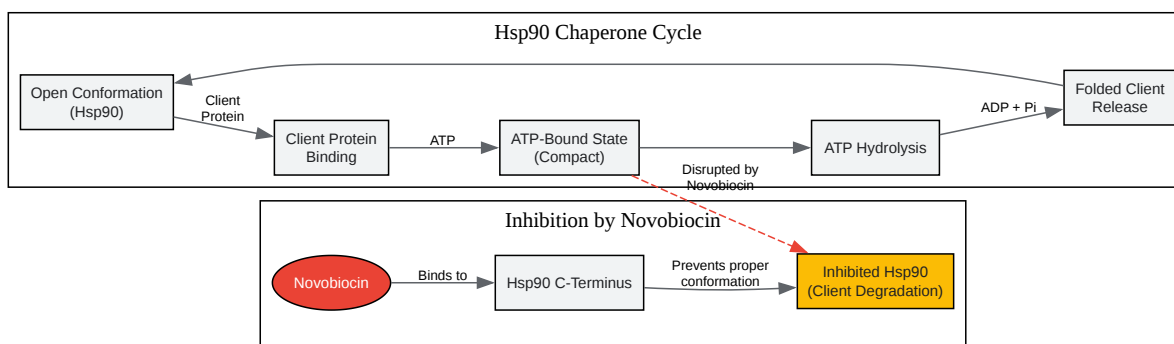 Hsp90 Chaperone Cycle
Open Conformation
(Hsp90)
Client
Protein
Client Protein
Binding
ATP
ATP-Bound State
(Compact)
ATP Hydrolysis
ADP + Pi
Folded Client
Release
Disrupted by
Novobiocin
Inhibition by Novobiocin
Novobiocin
Binds to
Hsp90 C-Terminus
Prevents proper
conformation
Inhibited Hsp90
(Client Degradation)